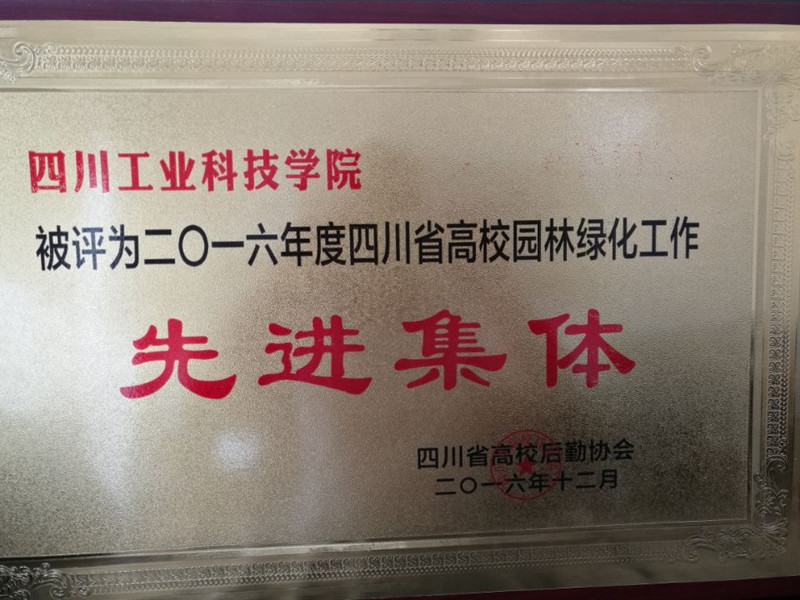 四川工业科技学院
被评为二〇一六年度四川省高校园林绿化工作
先进集体
四川省高校后勤协会
二〇一六年十二月